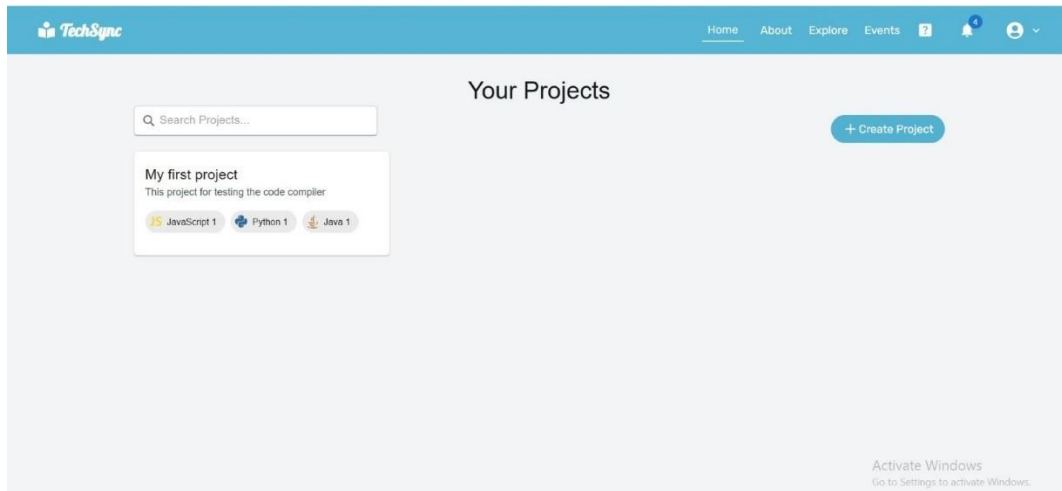 TechSync
Home About Explore Events ? 4
Your Projects
Search Projects...
+ Create Project
My first project
This project for testing the code compiler
JS JavaScript 1 Python 1 Java 1
Activate Windows
Go to Settings to activate Windows.